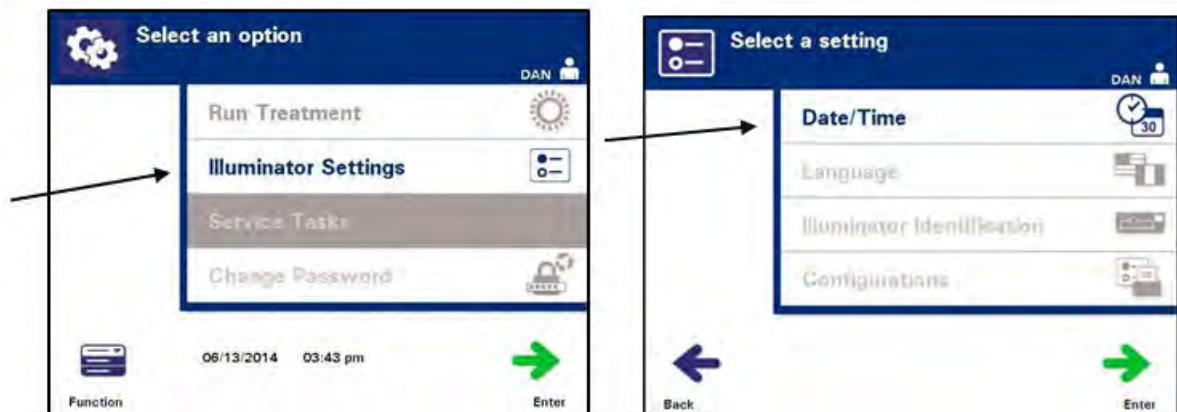 Select an option
DAN
Run Treatment
Illuminator Settings
Service Tasks
Change Password
06/13/2014 03:43 pm
Function
Enter
Select a setting
DAN
Date/Time
30
Language
Illuminator Identification
Configurations
Back
Enter